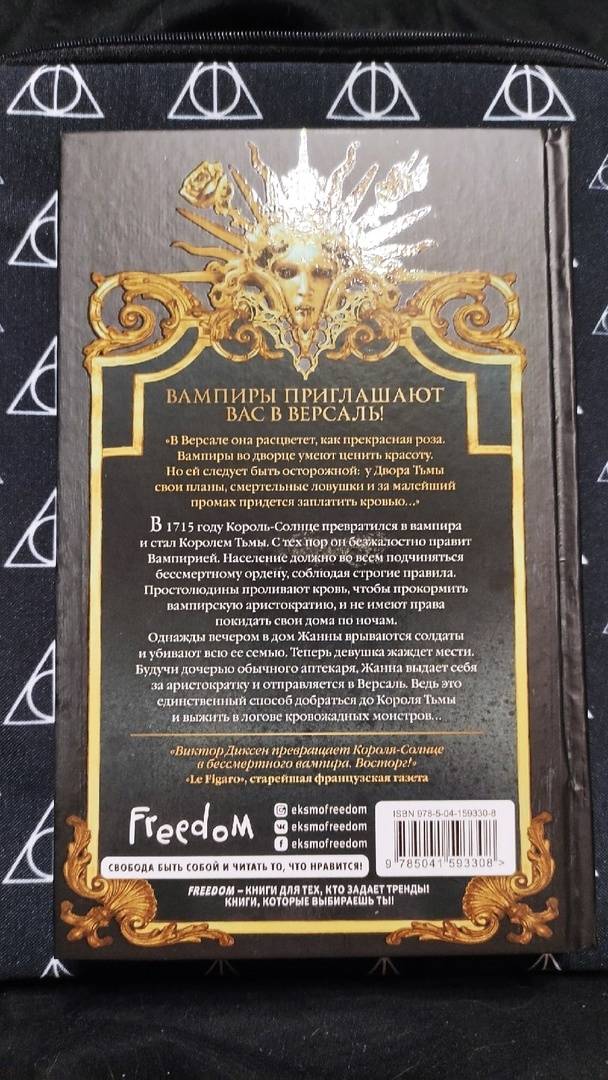 ВАМПИРЫ ПРИГЛАШАЮТ
ВАС В ВЕРСАЛЬ!
«В Версале она расцветет, как прекрасная роза.
Вампиры во дворце умеют ценить красоту.
Но ей следует быть осторожной: у Двора Тьмы
свои планы, смертельные ловушки и за малейший
промах придется заплатить кровью...»
В 1715 году Король-Солнце превратился в вампира
и стал Королем Тьмы. С тех пор он безжалостно правит
Вампирией. Население должно во всем подчиняться
бессмертному ордену, соблюдая строгие правила.
Простолюдины проливают кровь, чтобы прокормить
вампирскую аристократию, и не имеют права
покидать свои дома по ночам.
Однажды вечером в дом Жанны врываются солдаты
и убивают всю ее семью. Теперь девушка жаждет мести.
Будучи дочерью обычного аптекаря, Жанна выдает себя
за аристократку и отправляется в Версаль. Ведь это
единственный способ добраться до Короля Тьмы
и выжить в логове кровожадных монстров...
«Виктор Диксен превращает Короля-Солнце
в бессмертного вампира. Восторг!»
«Le Figaro», старейшая французская газета
Freedom
eksmofreedom
eksmofreedom
eksmofreedom
СВОБОДА БЫТЬ СОБОЙ И ЧИТАТЬ ТО, ЧТО НРАВИТСЯ!
ISBN 978-5-04-159330-8
9 785041 593308 >
FREEDOM – КНИГИ ДЛЯ ТЕХ, КТО ЗАДАЕТ ТРЕНДЫ!
КНИГИ, КОТОРЫЕ ВЫБИРАЕШЬ ТЫ!